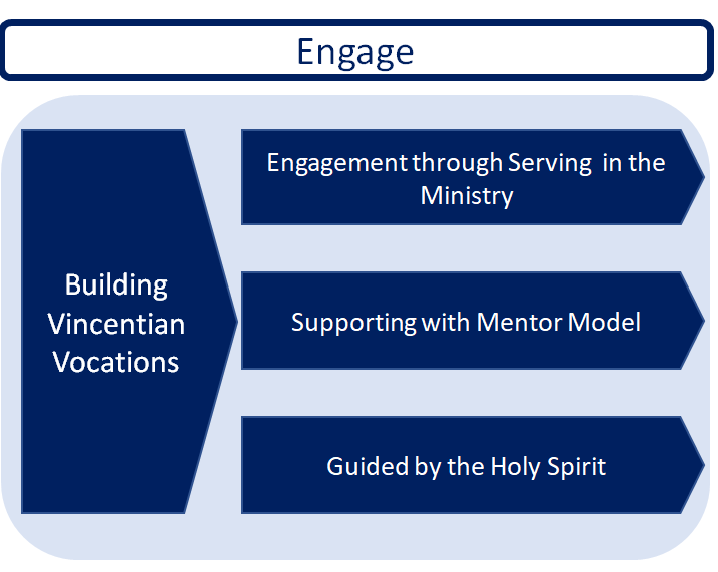 Engage
Building
Vincentian
Vocations
Engagement through Serving in the
Ministry
Supporting with Mentor Model
Guided by the Holy Spirit